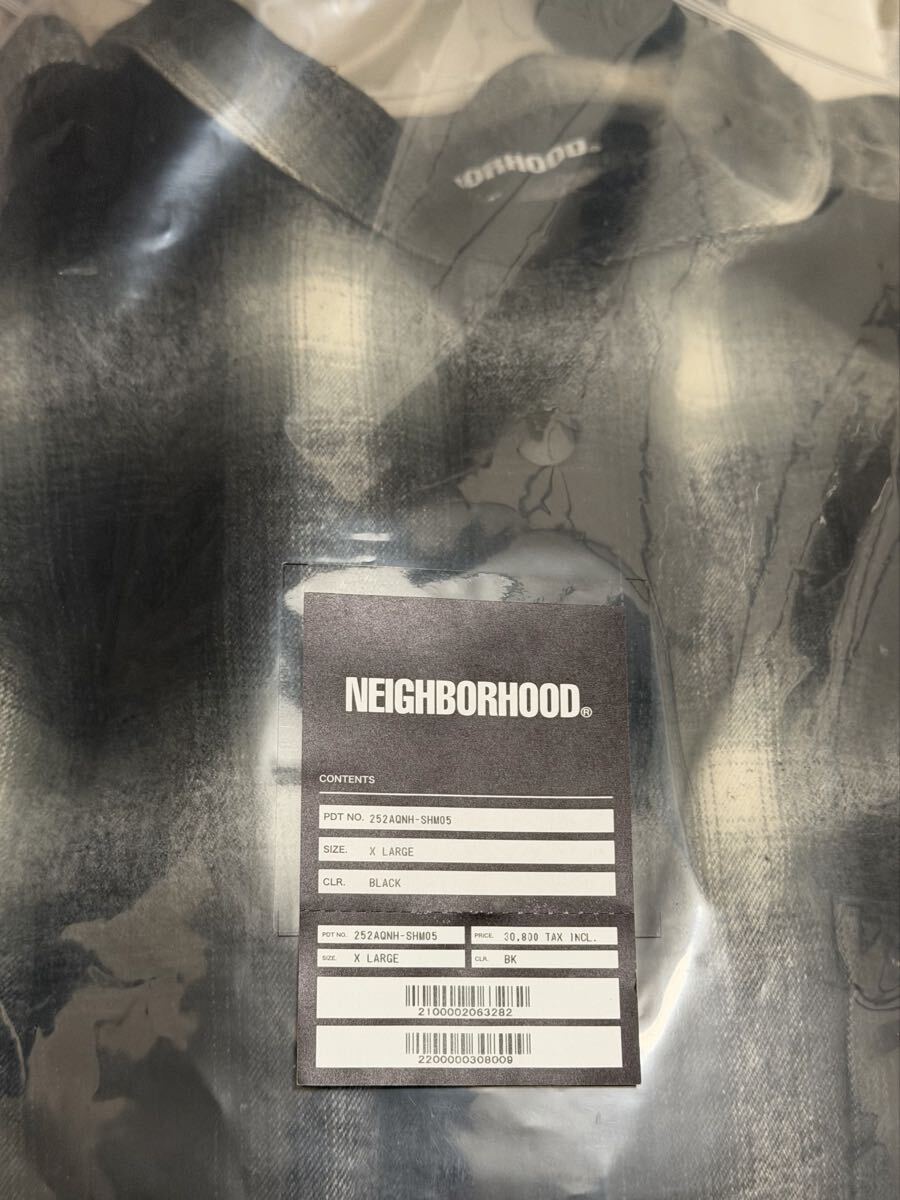 ORHOOD.
NEIGHBORHOOD®
CONTENTS
PDT NO. 252AQNH-SHM05
SIZE. X LARGE
CLR. BLACK
PDT NO. 252AQNH-SHM05 PRICE. 30,800 TAX INCL.
SIZE. X LARGE CLR. BK
2100002063282
2200000308009